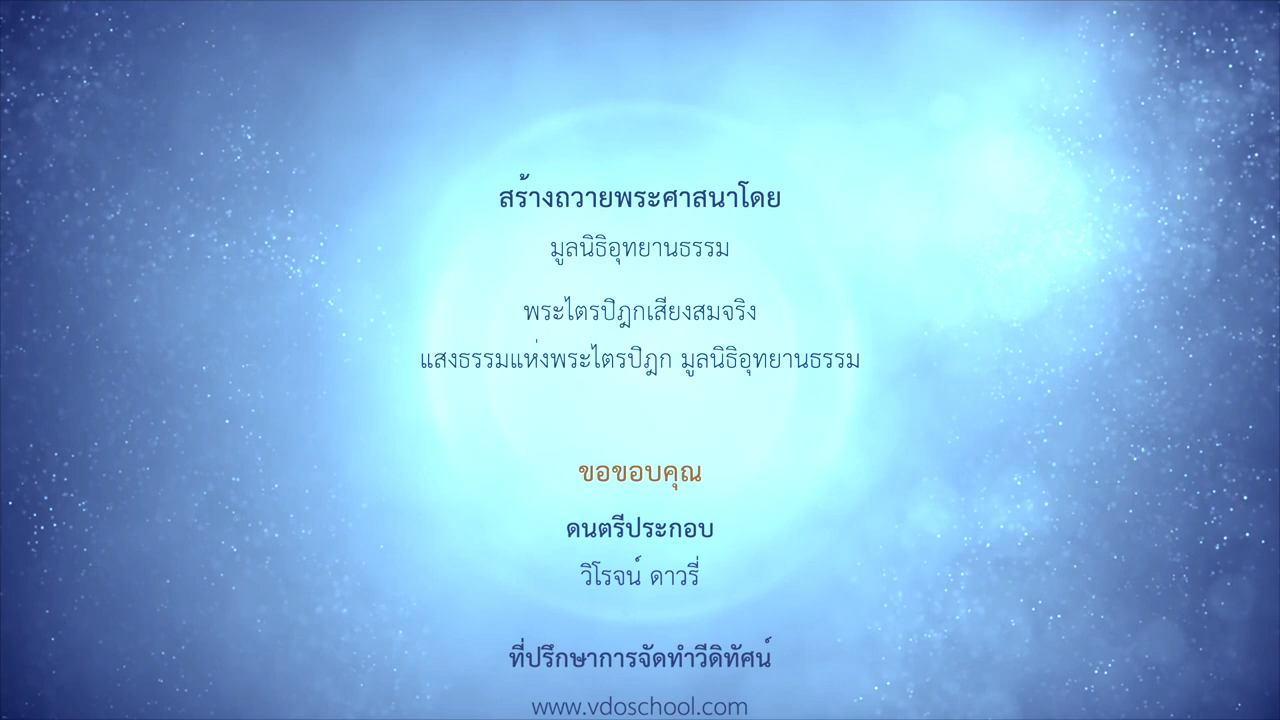 สร้างถวายพระศาสนาโดย
มูลนิธิอุทยานธรรม
พระไตรปิฎกเสียงสมจริง
แสงธรรมแห่งพระไตรปิฎก มูลนิธิอุทยานธรรม
ขอขอบคุณ
ดนตรีประกอบ
วิโรจน์ ดาวรี่
ที่ปรึกษาการจัดทำวีดิทัศน์
www.vdoschool.com